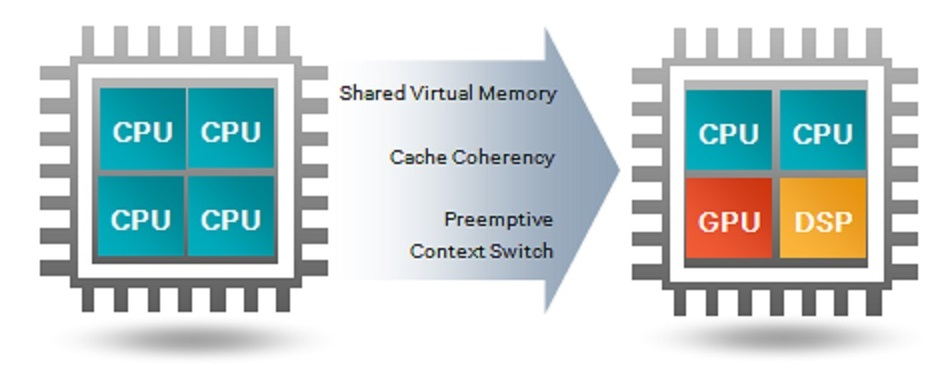 CPU CPU
CPU CPU
Shared Virtual Memory
Cache Coherency
Preemptive
Context Switch
CPU CPU
GPU DSP